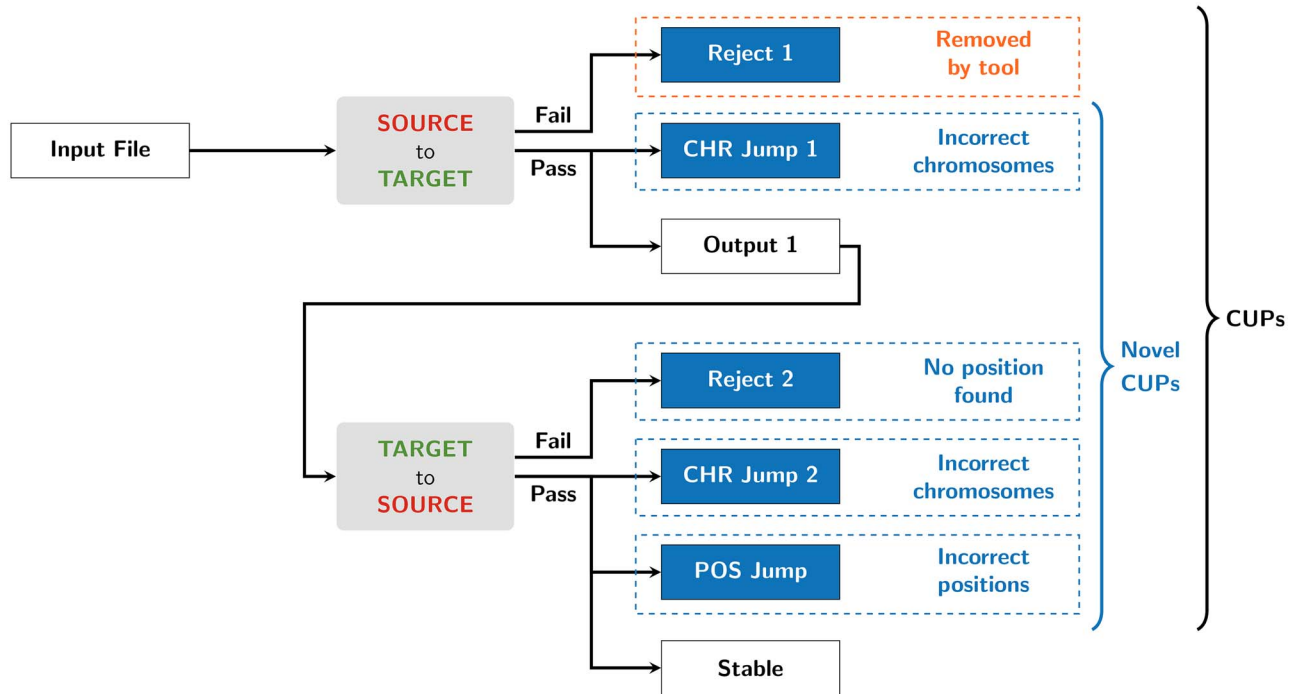 Input File
SOURCE
to
TARGET
Fail
Pass
Reject 1
Removed
by tool
CHR Jump 1
Incorrect
chromosomes
Output 1
TARGET
to
SOURCE
Fail
Pass
Reject 2
No position
found
CHR Jump 2
Incorrect
chromosomes
POS Jump
Incorrect
positions
Stable
Novel
CUPs
CUPs